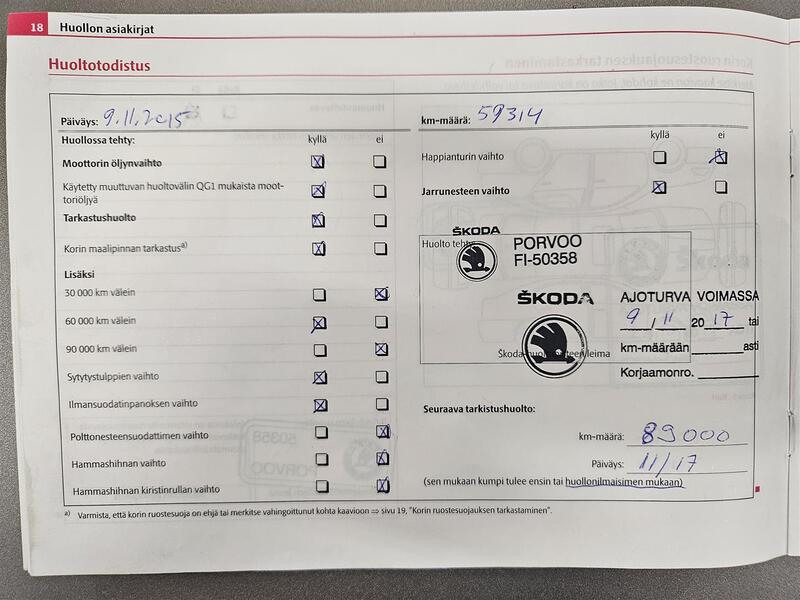 18 Huollon asiakirjat
Huoltotodistus
Päiväys: 9.11.2015
km-määrä: 59314
Huollossa tehty: kyllä ei
kyllä ei
Moottorin öljynvaihto
Happianturin vaihto
Käytetty muuttuvan huoltovälin QG1 mukaista moot-
toriöljyä
Jarrunesteen vaihto
Tarkastushuolto
Korin maalipinnan tarkastus a)
Lisäksi
30 000 km välein
60 000 km välein
90 000 km välein
Sytytystulppien vaihto
Ilmansuodatinpanoksen vaihto
Polttonesteensuodattimen vaihto
Hammashihnan vaihto
Hammashihnan kiristinrullan vaihto
ŠKODA
Huolto tehty
PORVOO
FI-50358
ŠKODA
AJOTURVA VOIMASSA
9 / 11 2017 tai
km-määrään asti
Korjaamonro.
Seuraava tarkistushuolto:
km-määrä: 89000
Päiväys: 11/17
(sen mukaan kumpi tulee ensin tai huollonilmaisimen mukaan)
a) Varmista, että korin ruostesuoja on ehjä tai merkitse vahingoittunut kohta kaavioon ⇒ sivu 19, "Korin ruostesuojauksen tarkastaminen".